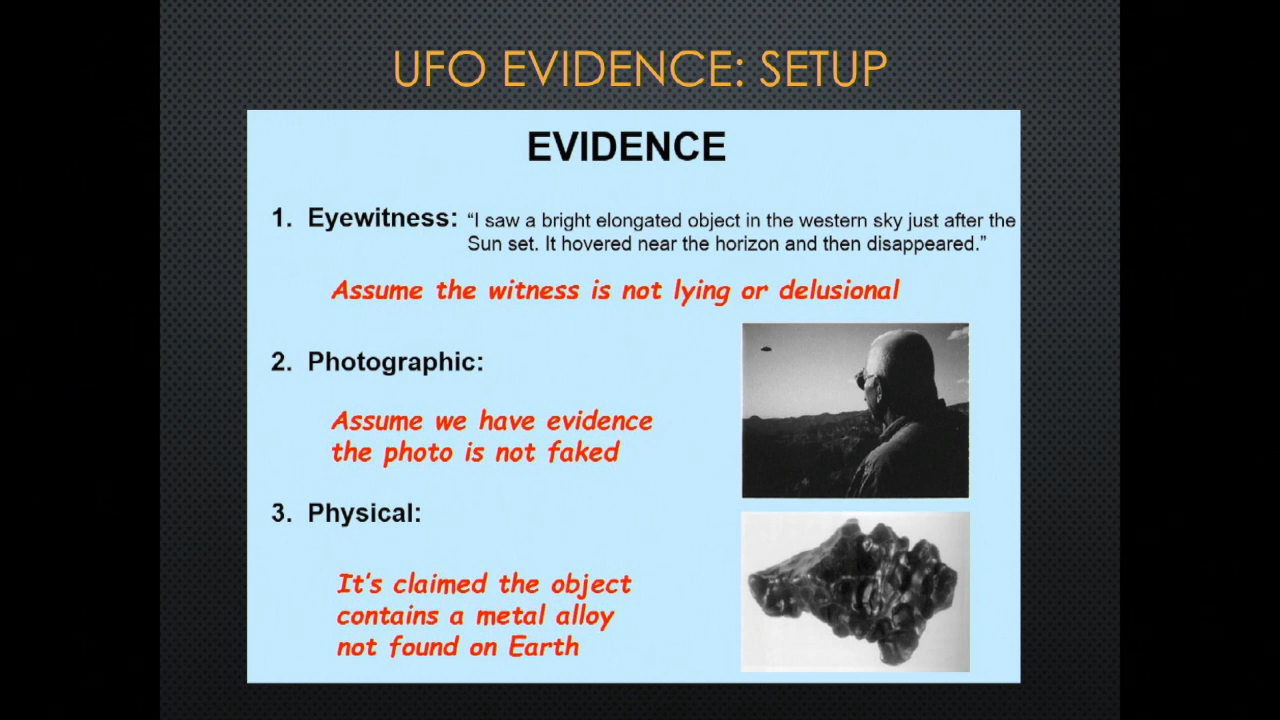 UFO EVIDENCE: SETUP
EVIDENCE
1. Eyewitness: “I saw a bright elongated object in the western sky just after the
Sun set. It hovered near the horizon and then disappeared.”
Assume the witness is not lying or delusional
2. Photographic:
Assume we have evidence
the photo is not faked
3. Physical:
It's claimed the object
contains a metal alloy
not found on Earth